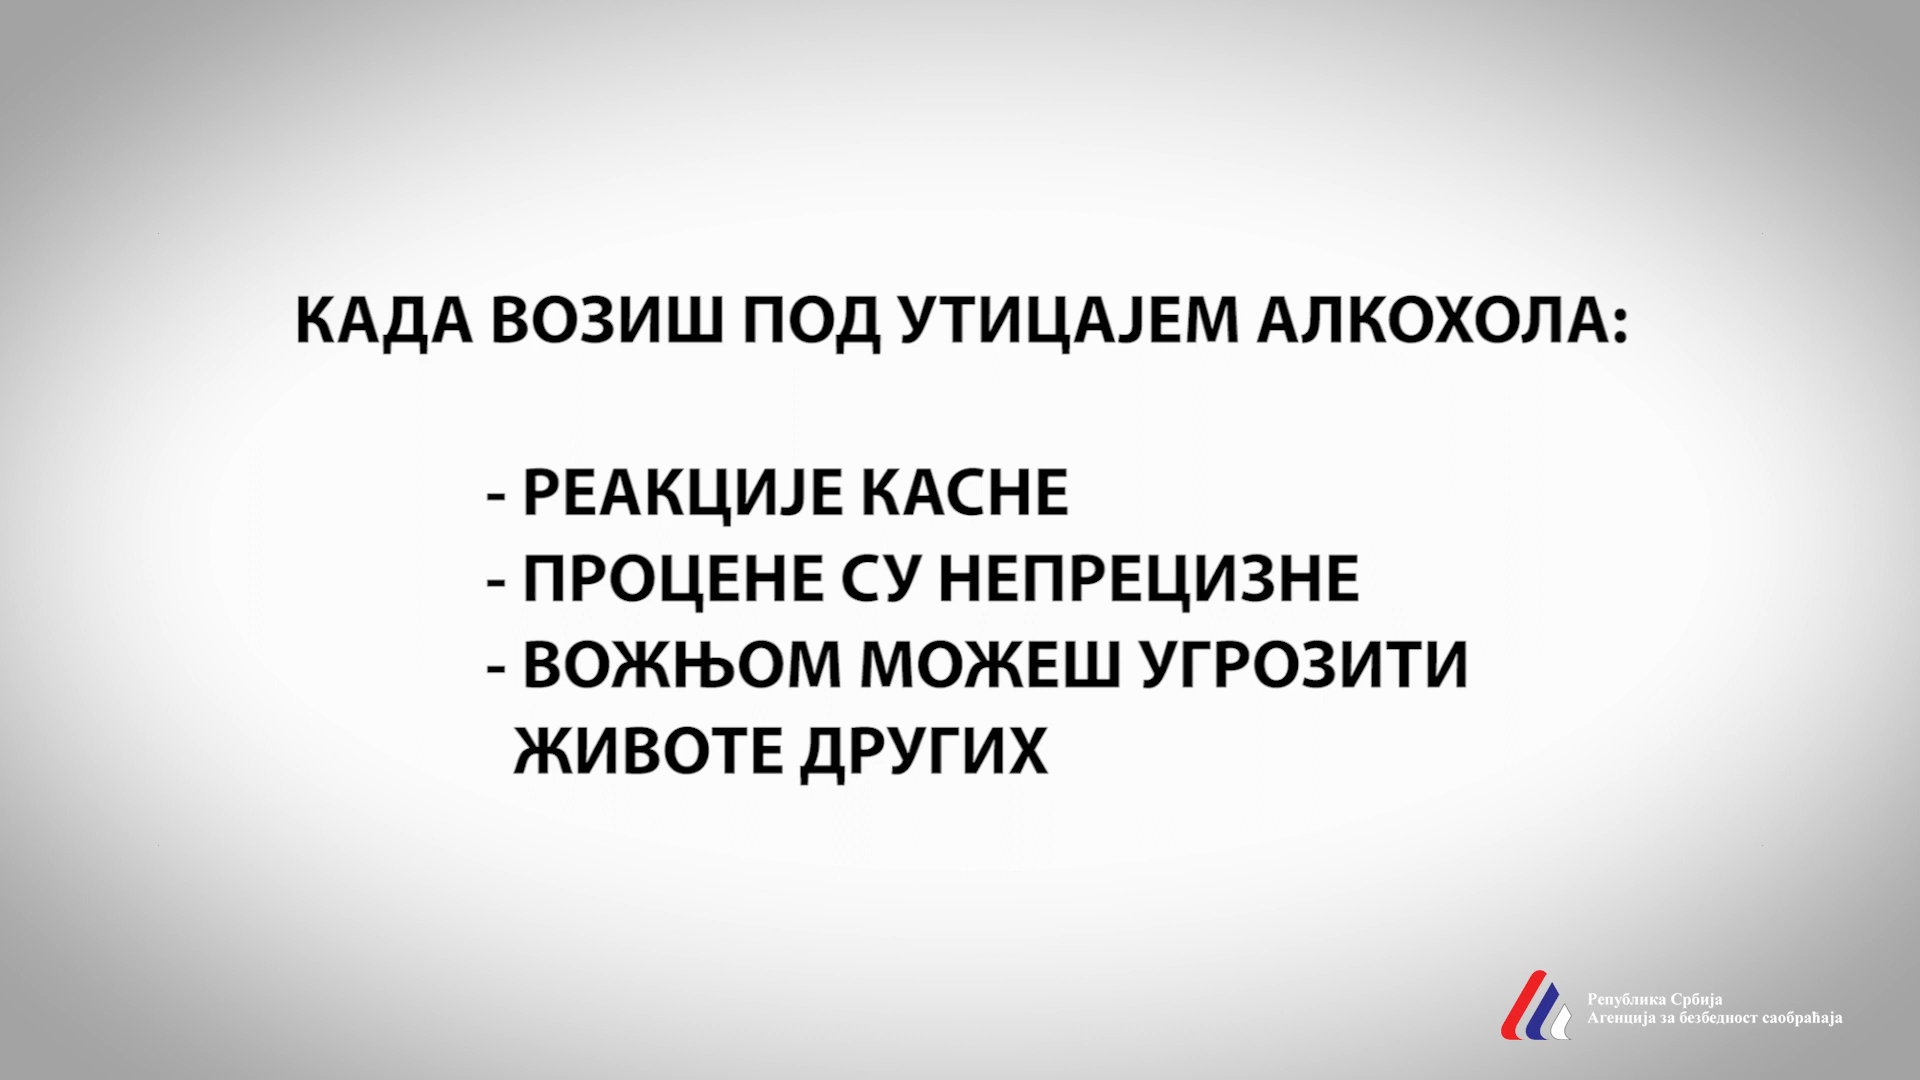 КАДА ВОЗИШ ПОД УТИЦАЈЕМ АЛКОХОЛА:
- РЕАКЦИЈЕ КАСНЕ
- ПРОЦЕНЕ СУ НЕПРЕЦИЗНЕ
- ВОЖЊОМ МОЖЕШ УГРОЗИТИ
ЖИВОТЕ ДРУГИХ
Република Србија
Агенција за безбедност саобраћаја